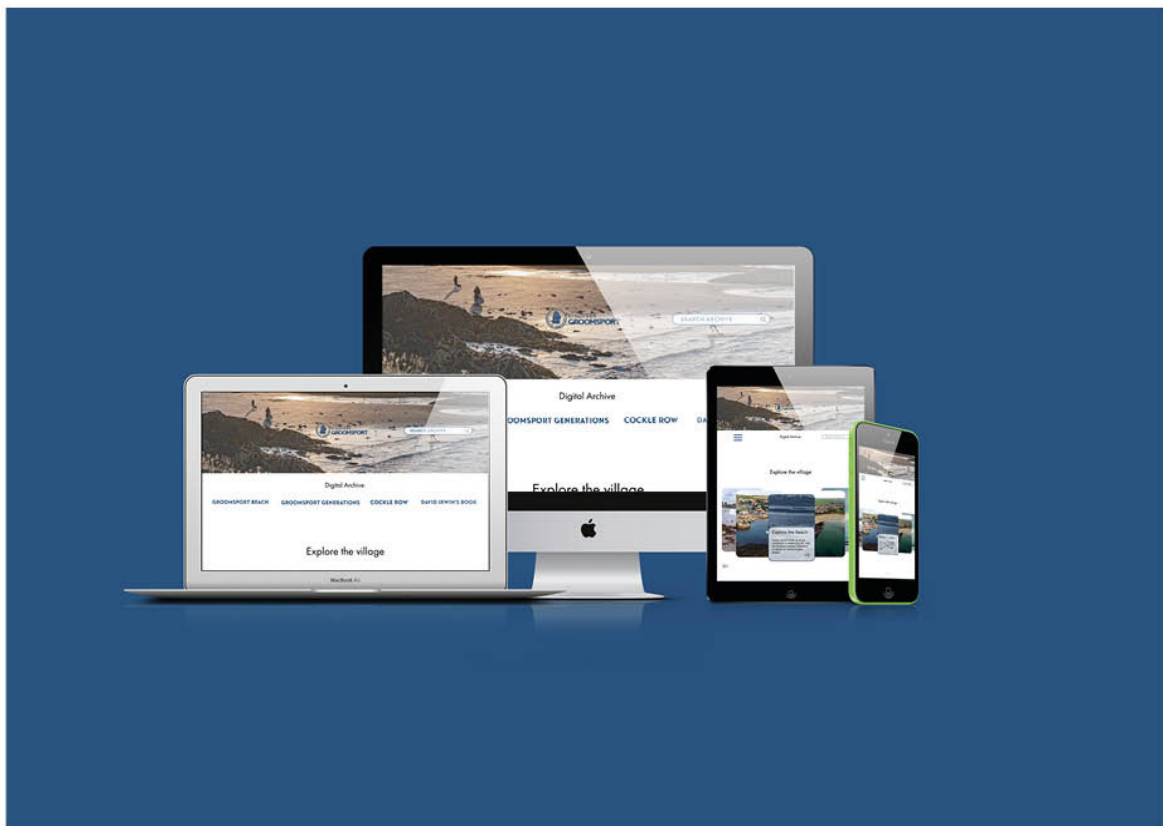 GROOMSPORT
SEARCH ARCHIVE
Digital Archive
OOMSPORT GENERATIONS COCKLE ROW DA
Explore the village
GROOMSPORT
SEARCH ARCHIVE
Digital Archive
GROOMSPORT BEACH GROOMSPORT GENERATIONS COCKLE ROW DAVID IRWIN'S BOOK
Explore the village
MacBook Air
Digital Archive
Explore the village
Explore the beach